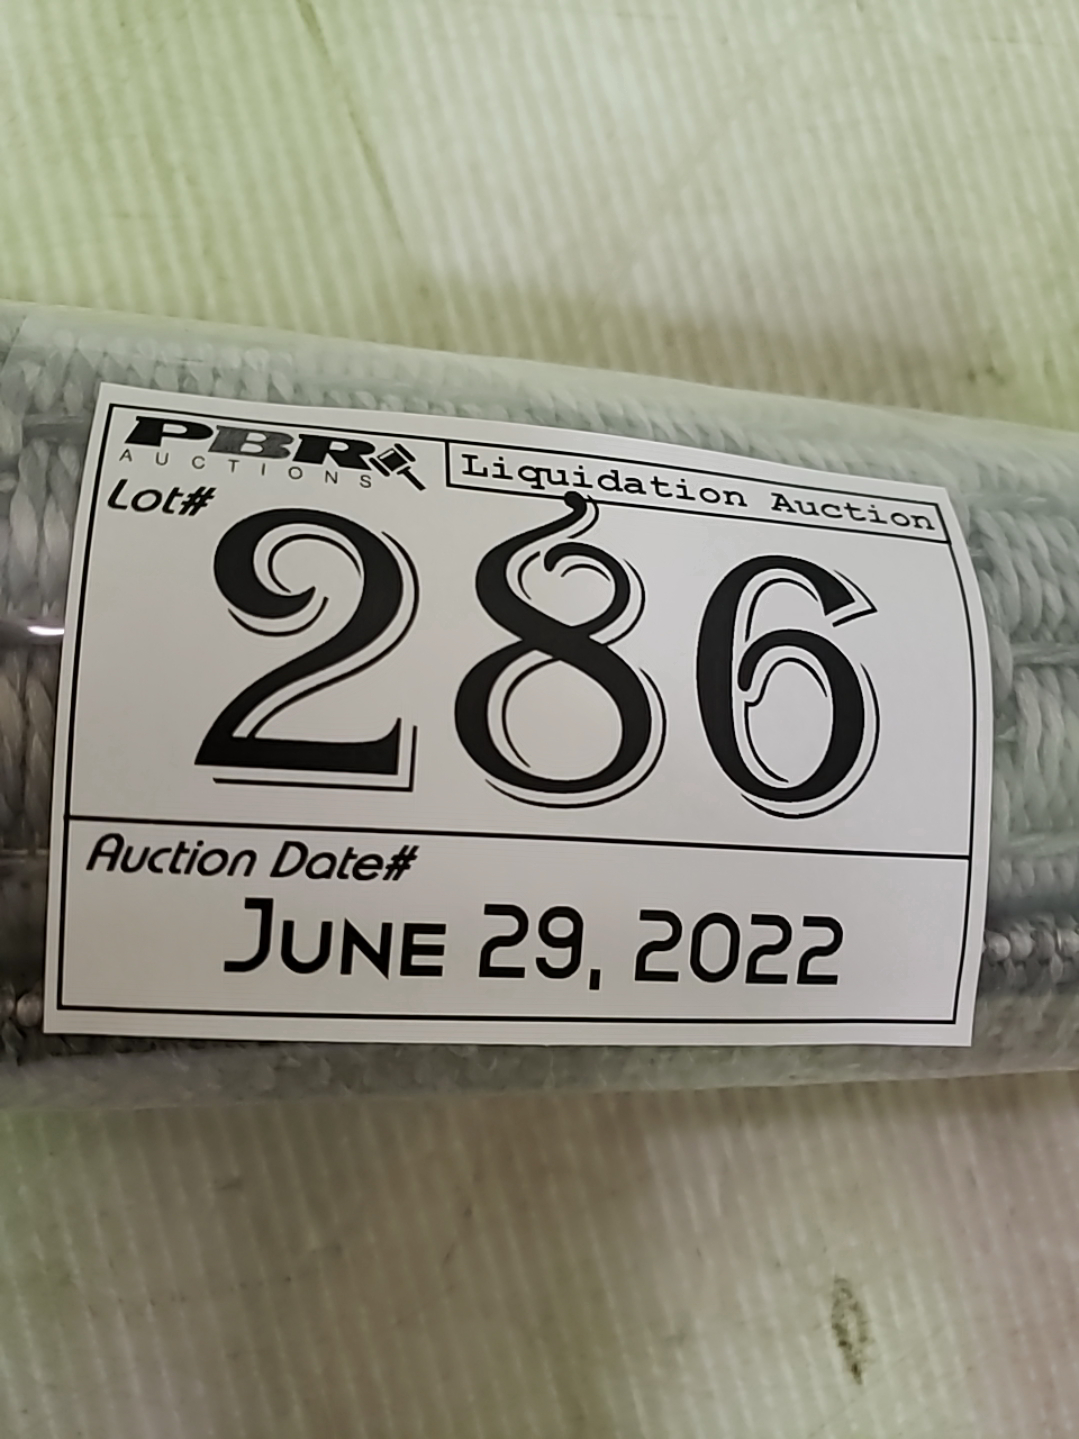 PBR
AUCTIONS
Liquidation Auction
Lot#
286
Auction Date#
June 29, 2022